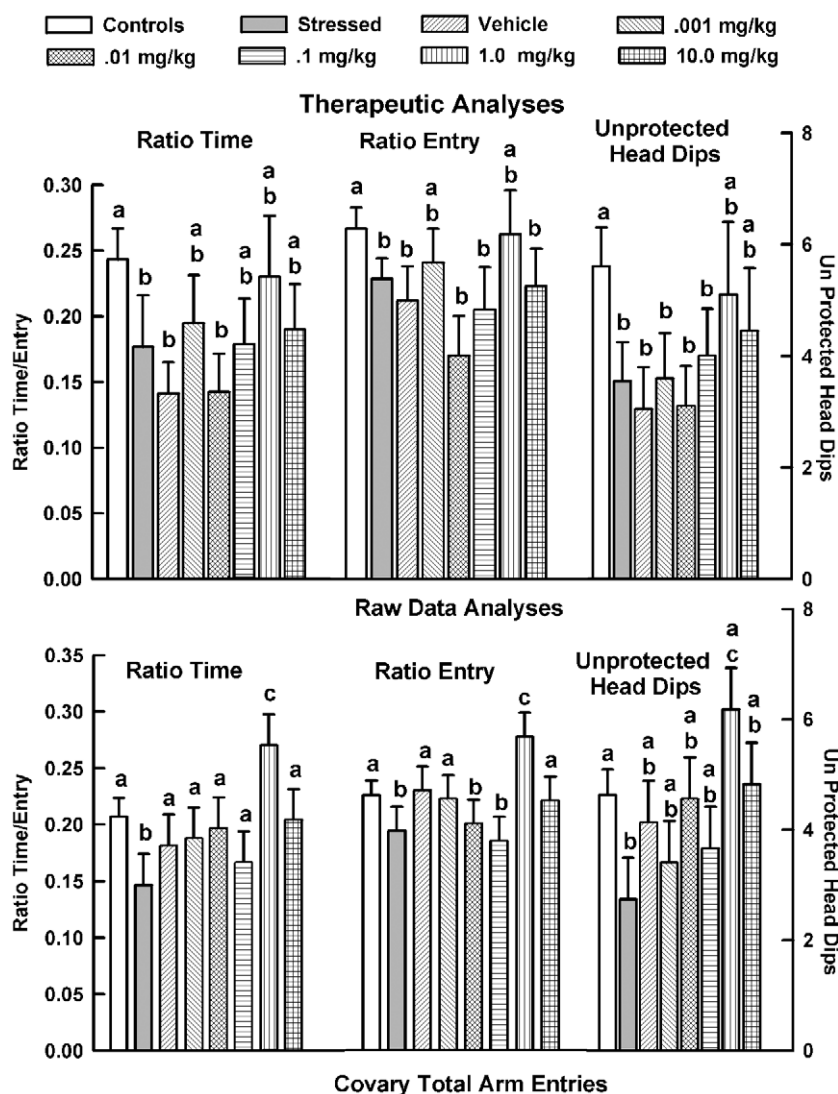 Controls Stressed Vehicle .001 mg/kg
.01 mg/kg .1 mg/kg 1.0 mg/kg 10.0 mg/kg
Therapeutic Analyses
Ratio Time Ratio Entry Unprotected
Head Dips
Ratio Time/Entry
0.30
0.25
0.20
0.15
0.10
0.05
0.00
a b b a b b a b a b a b
a b b a b b b a b b
a b b b b b a b a b
8
6
4
2
0
Un Protected Head Dips
Raw Data Analyses
Ratio Time Ratio Entry Unprotected
Head Dips
Ratio Time/Entry
0.35
0.30
0.25
0.20
0.15
0.10
0.05
0.00
a b a a a a c a
a b a a b b c a
a b a b a b a b a b a c a b
8
6
4
2
0
Un Protected Head Dips
Covary Total Arm Entries